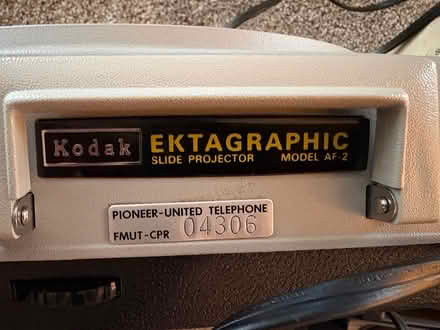 Kodak EKTAGRAPHIC
SLIDE PROJECTOR MODEL AF-2
PIONEER-UNITED TELEPHONE
FMUT-CPR 04306